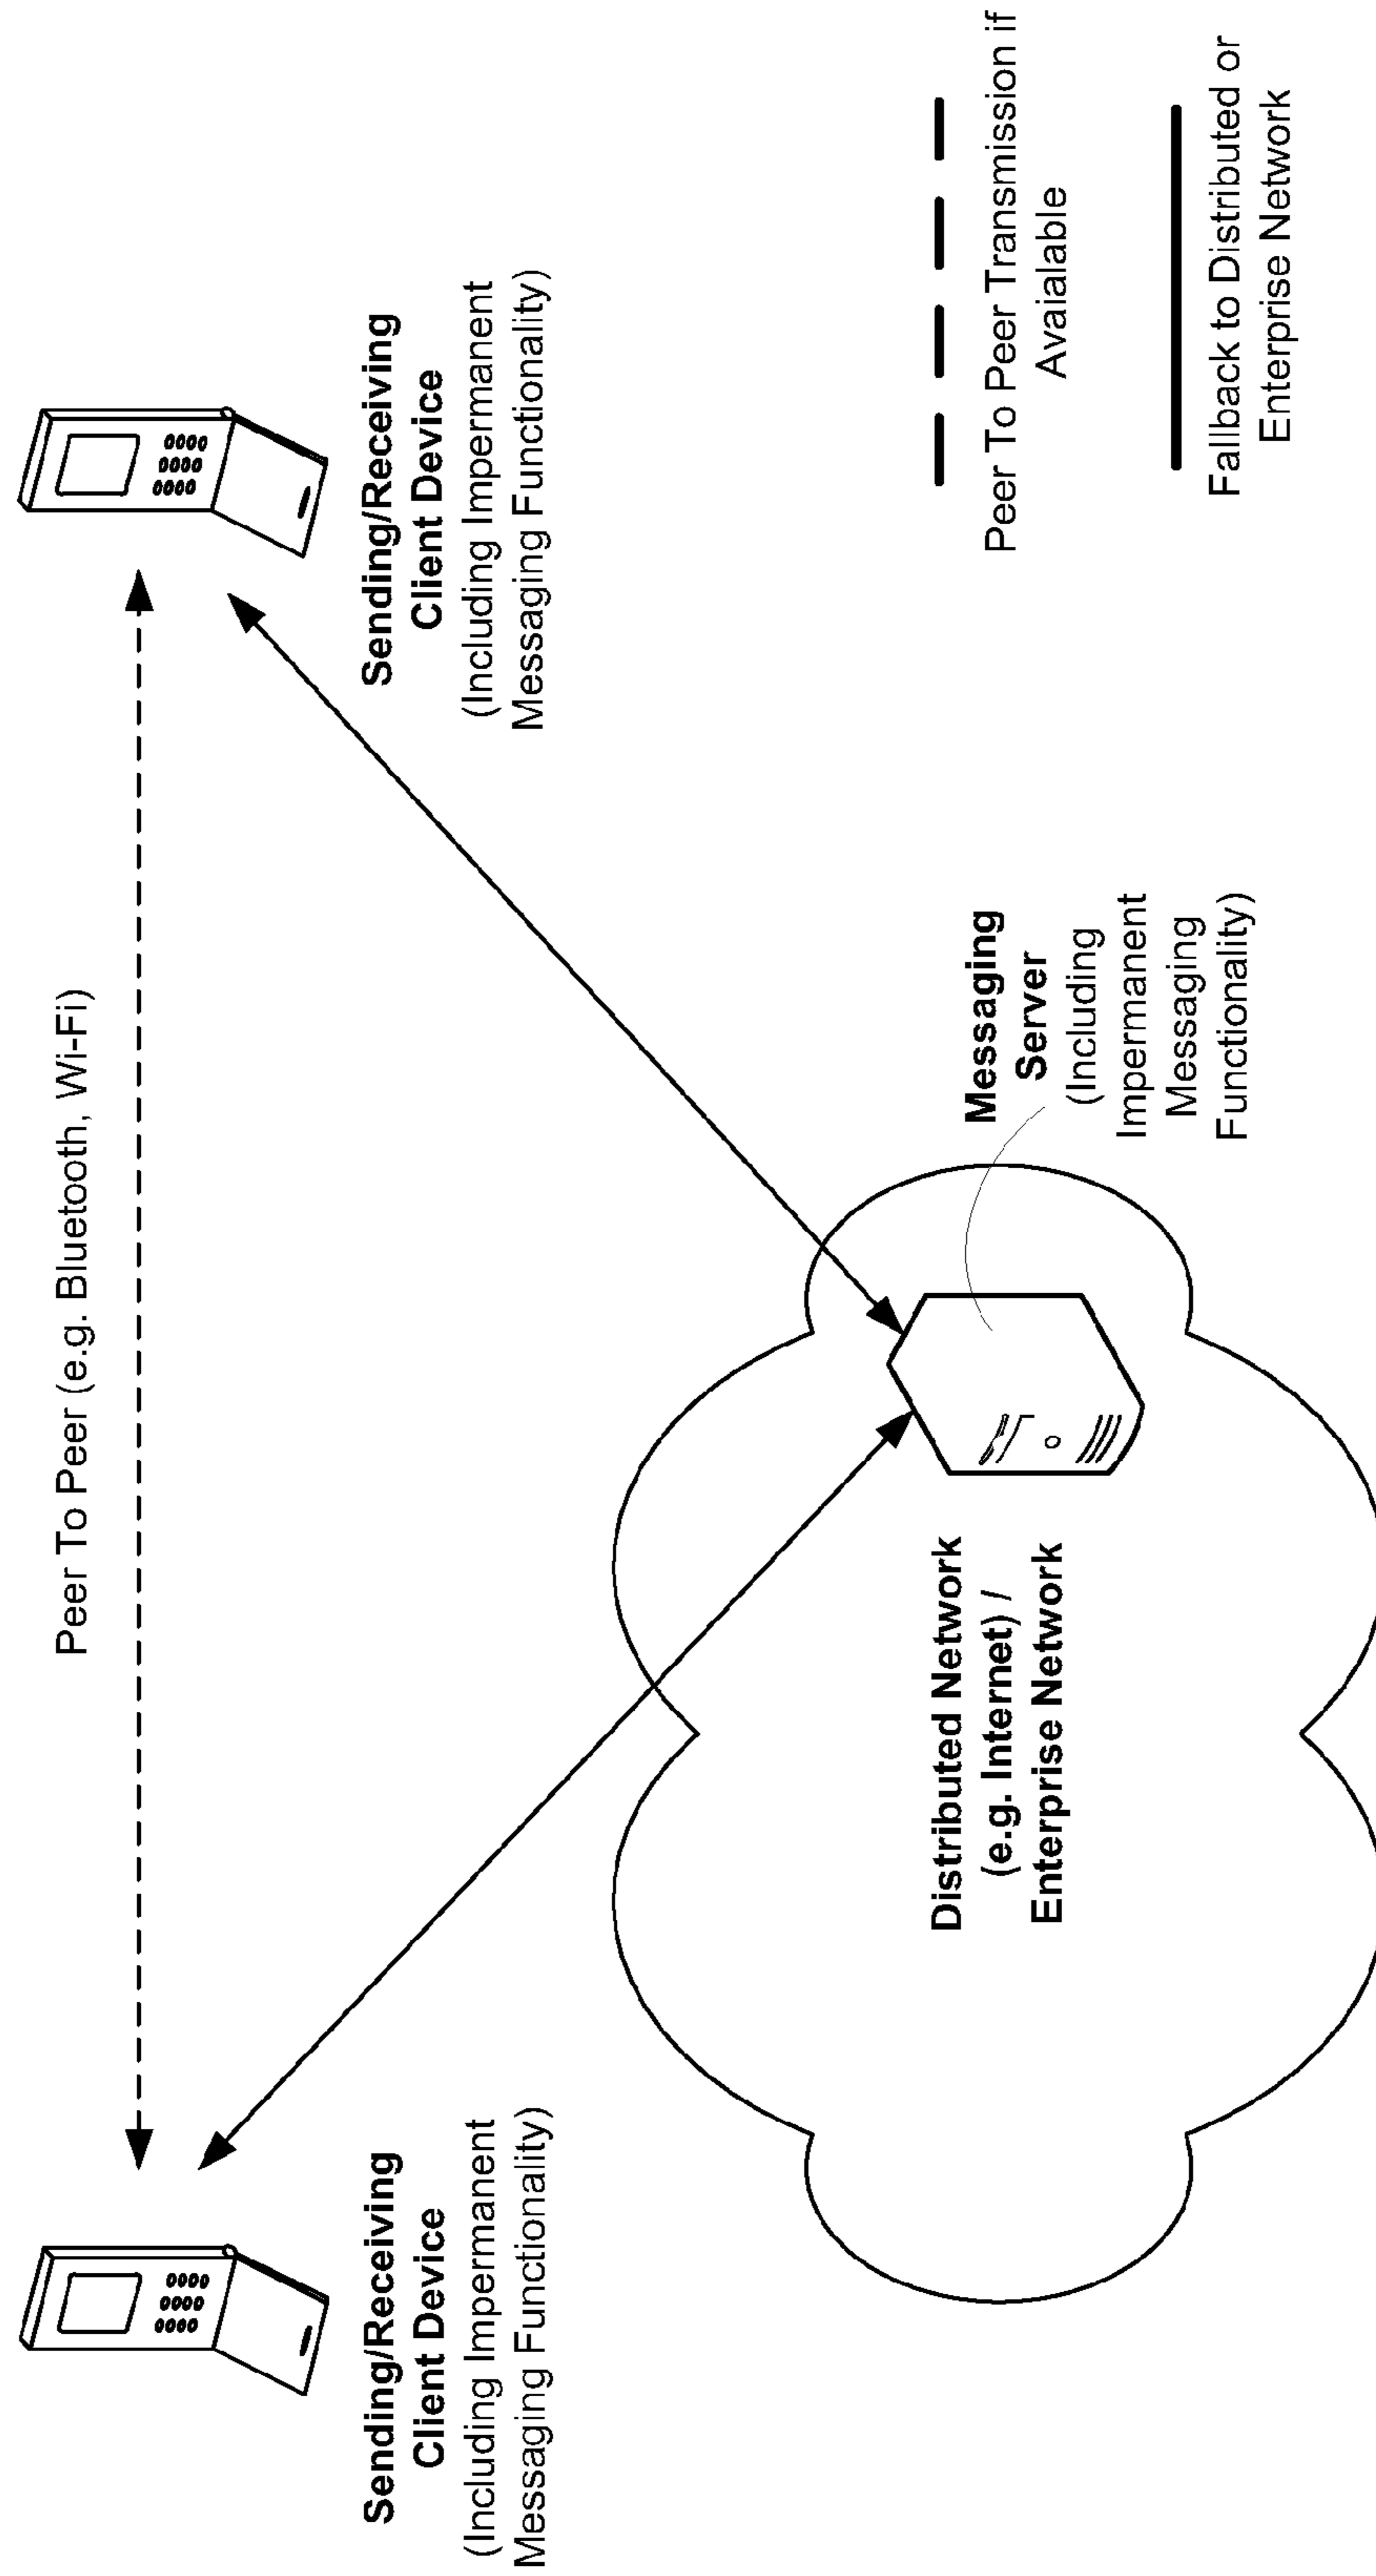 Peer To Peer (e.g. Bluetooth, Wi-Fi)
Sending/Receiving
Client Device
(Including Impermanent
Messaging Functionality)
Sending/Receiving
Client Device
(Including Impermanent
Messaging Functionality)
Distributed Network
(e.g. Internet) /
Enterprise Network
Messaging
Server
(Including
Impermanent
Messaging
Functionality)
Peer To Peer Transmission if
Avaialable
Fallback to Distributed or
Enterprise Network